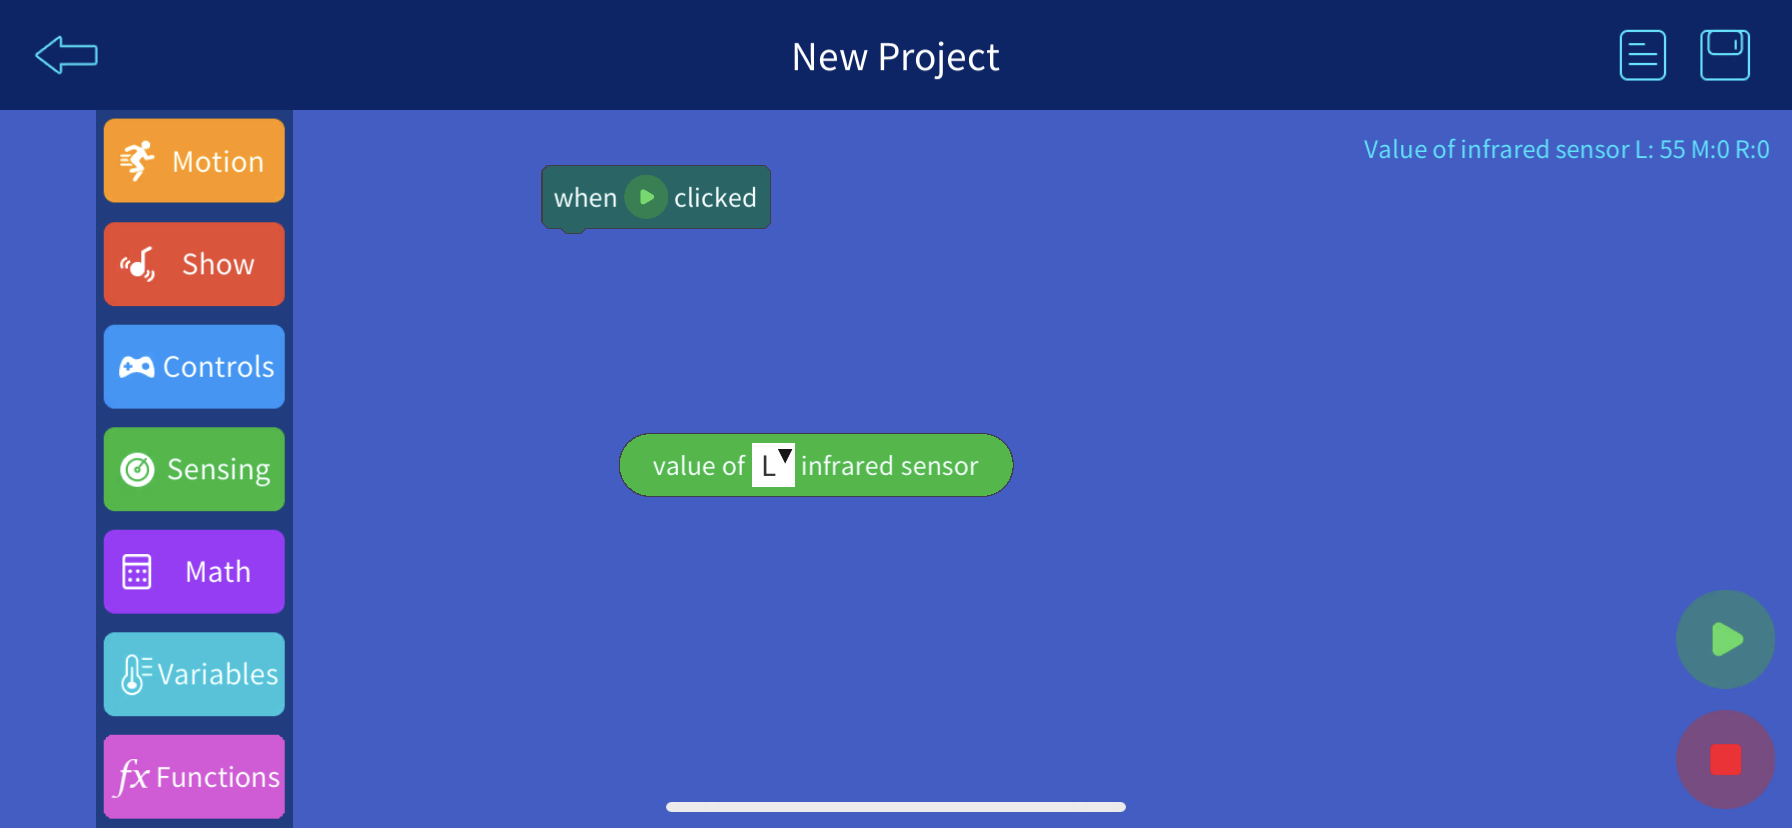 New Project
Value of infrared sensor L: 55 M:0 R:0
Motion
Show
Controls
Sensing
Math
Variables
fx Functions
when clicked
value of L infrared sensor